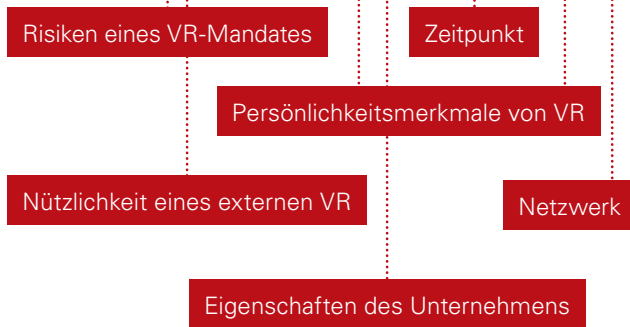 Risiken eines VR-Mandates
Zeitpunkt
Persönlichkeitsmerkmale von VR
Nützlichkeit eines externen VR
Netzwerk
Eigenschaften des Unternehmens